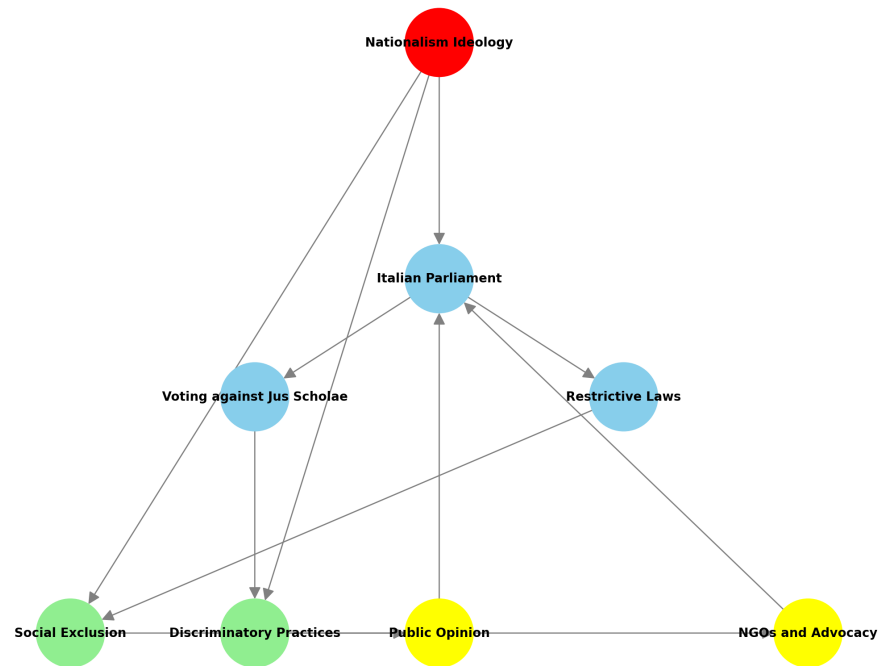 Nationalism Ideology
Italian Parliament
Voting against Jus Scholae
Restrictive Laws
Social Exclusion
Discriminatory Practices
Public Opinion
NGOs and Advocacy